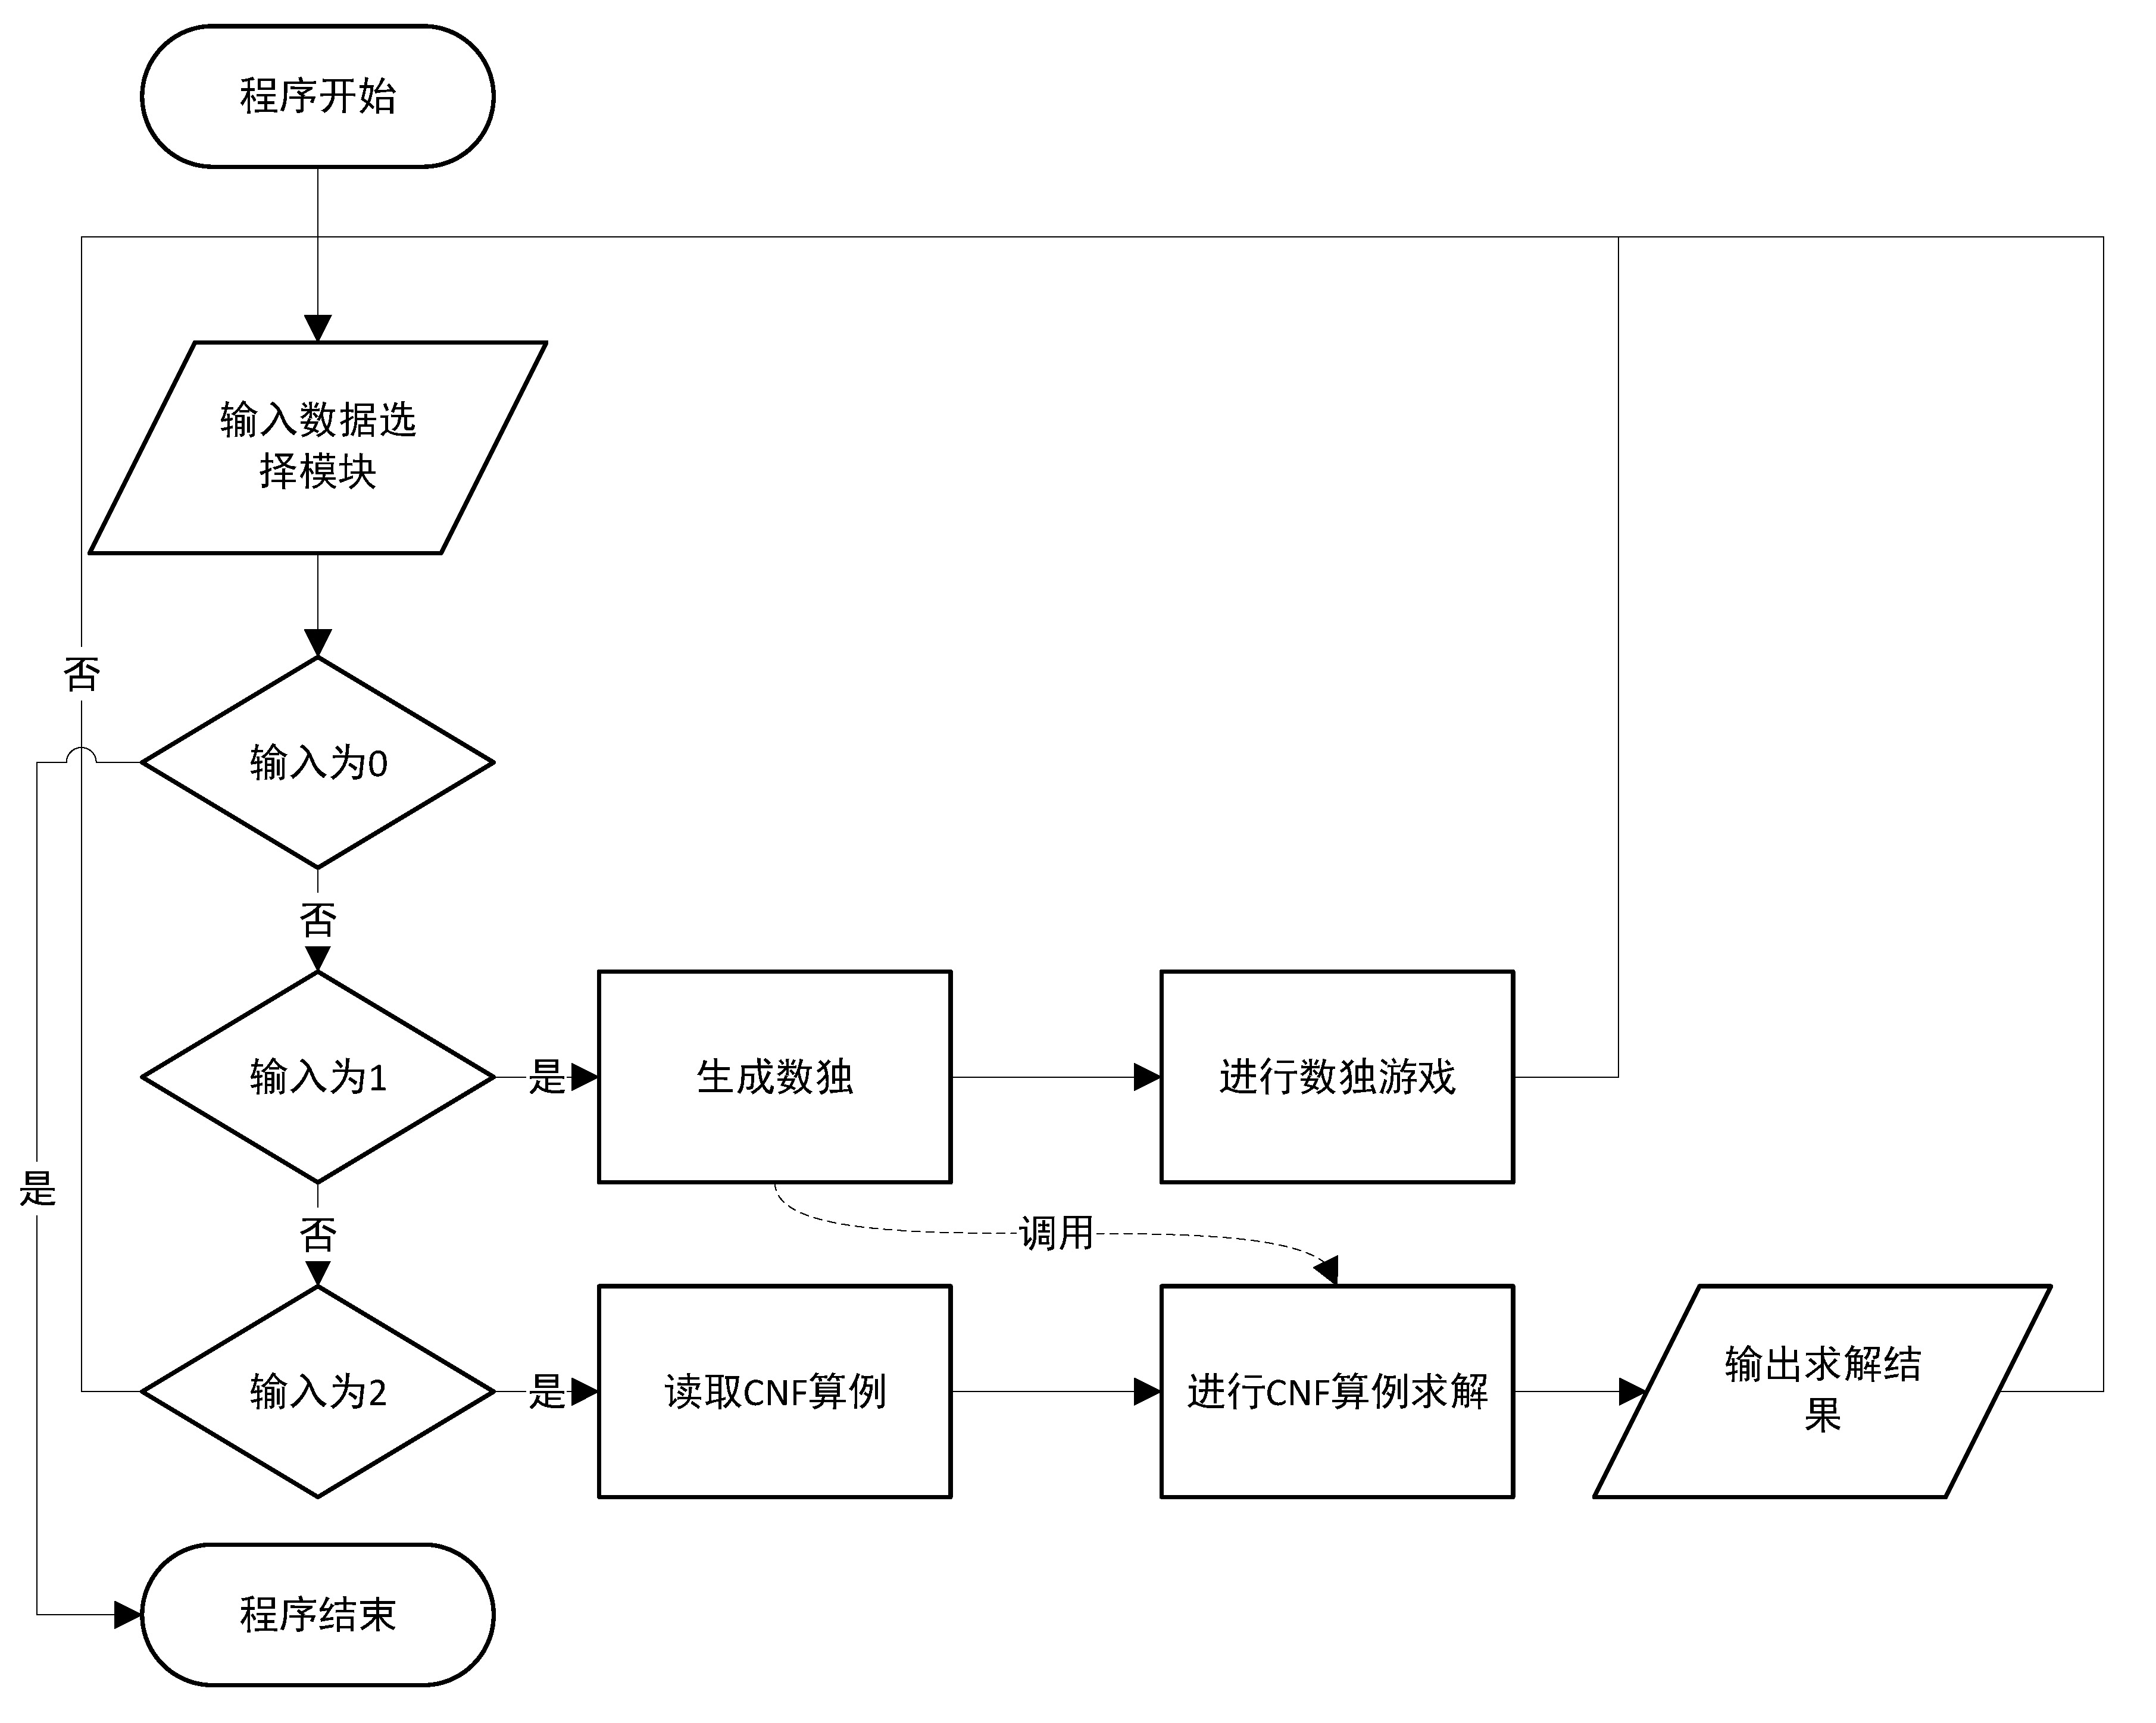 程序开始
输入数据选
择模块
否
输入为0
否
输入为1
是
生成数独
进行数独游戏
是
否
调用
输入为2
是
读取CNF算例
进行CNF算例求解
输出求解结
果
程序结束